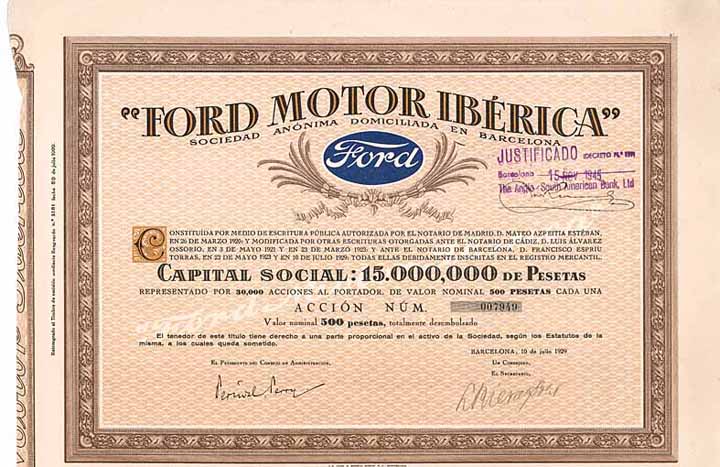 "FORD MOTOR IBÉRICA"
SOCIEDAD ANÓNIMA DOMICILIADA EN BARCELONA
Ford
JUSTIFICADO (DECRETO N.º
Barcelona 15 NOV 1945
The Anglo-South American Bank, Ltd
CONSTITUÍDA POR MEDIO DE ESCRITURA PÚBLICA AUTORIZADA POR EL NOTARIO DE MADRID, D. MATEO AZPEITIA ESTÉBAN,
EN 26 DE MARZO 1920; Y MODIFICADA POR OTRAS ESCRITURAS OTORGADAS ANTE EL NOTARIO DE CÁDIZ, D. LUIS ÁLVAREZ
OSSORIO, EN 3 DE MAYO 1921 Y EN 23 DE MARZO 1923; Y ANTE EL NOTARIO DE BARCELONA, D. FRANCISCO ESPRIU
TORRAS, EN 22 DE MAYO 1923 Y EN 10 DE JULIO 1929; TODAS ELLAS DEBIDAMENTE INSCRITAS EN EL REGISTRO MERCANTIL.
CAPITAL SOCIAL: 15.000,000 DE PESETAS
REPRESENTADO POR 30,000 ACCIONES AL PORTADOR, DE VALOR NOMINAL 500 PESETAS CADA UNA
ACCIÓN NÚM. 007949
Valor nominal 500 pesetas, totalmente desembolsado
El tenedor de este título tiene derecho a una parte proporcional en el activo de la Sociedad, según los Estatutos de la
misma, a los cuales queda sometido.
BARCELONA, 10 de julio 1929
EL PRESIDENTE DEL CONSEJO DE ADMINISTRACIÓN,
UN CONSEJERO,
EL SECRETARIO,
Percival Perry